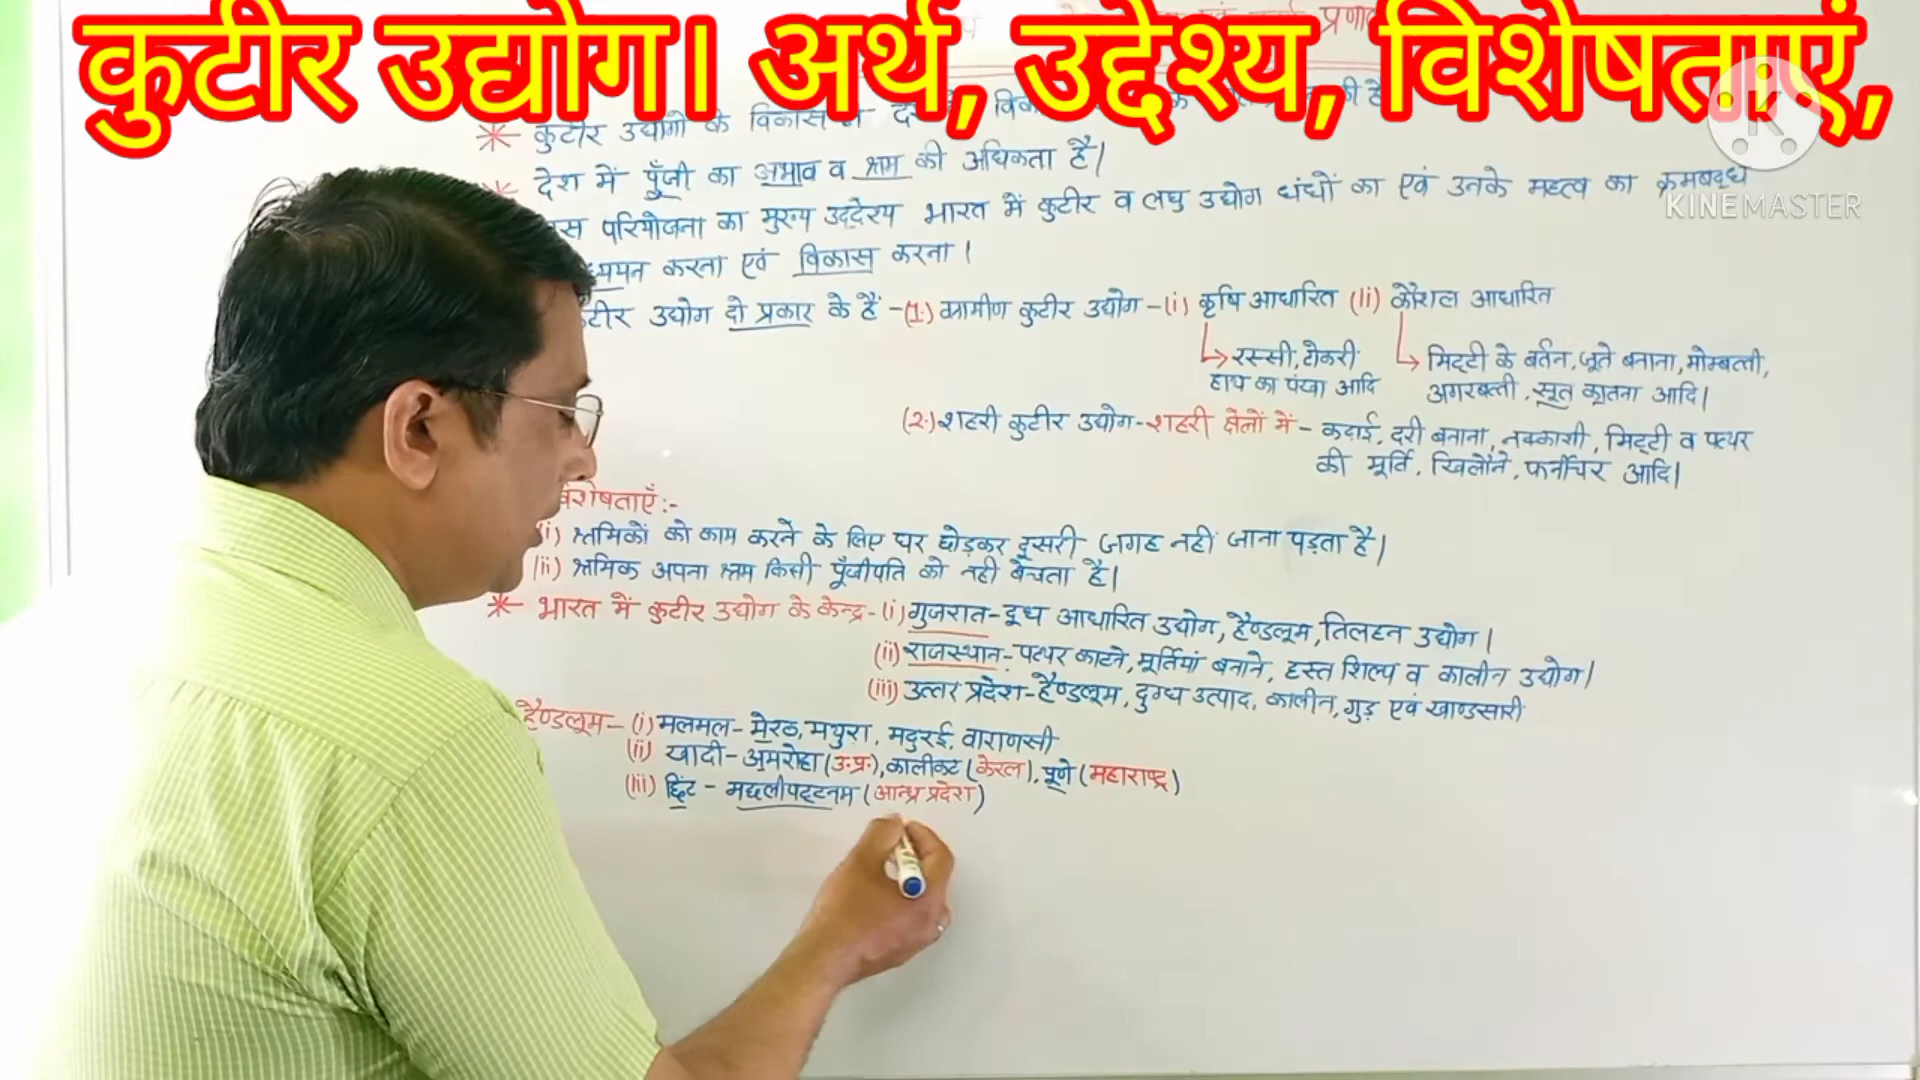 कुटीर उद्योग। अर्थ, उद्देश्य, विशेषताएं,
KINEMASTER
* कुटीर उद्योगों के विकास
देश में पूँजी का अभाव व श्रम की अधिकता है।
परियोजना का मुख्य उद्देश्य भारत में कुटीर व लघु उद्योग धंधों का एवं उनके महत्व का क्रमबद्ध
करना एवं विकास करना।
उद्योग दो प्रकार के हैं - (1.) ग्रामीण कुटीर उद्योग - (i) कृषि आधारित (ii) कौशल आधारित
रस्सी, टोकरी
हाथ का पंखा आदि
मिट्टी के बर्तन, जूते बनाना, मोम्बत्ती,
अगरबत्ती, सूत कातना आदि।
(2.) शहरी कुटीर उद्योग - शहरी क्षेत्रों में - कढ़ाई, दरी बनाना, नक्काशी, मिट्टी व पत्थर
की मूर्ति, खिलौने, फर्नीचर आदि।
विशेषताएँ :-
(i) श्रमिकों को काम करने के लिए घर छोड़कर दूसरी जगह नहीं जाना पड़ता है।
(ii) श्रमिक अपना श्रम किसी पूँजीपति को नही बेचता है।
* भारत में कुटीर उद्योग के केन्द्र - (i) गुजरात - दूध आधारित उद्योग, हैण्डलूम, तिलहन उद्योग।
(ii) राजस्थान - पत्थर काटने, मूर्तियां बनाने, हस्त शिल्प व कालीन उद्योग।
(iii) उत्तर प्रदेश - हैण्डलूम, दुग्ध उत्पाद, कालीन, गुड़ एवं खाण्डसारी
हैण्डलूम - (i) मलमल - मेरठ, मथुरा, मदुरई, वाराणसी
(ii) खादी - अमरोहा (उ.प्र.), कालीकट (केरल), पूणे (महाराष्ट्र)
(iii) छिंट - मछलीपट्टनम (आन्ध्र प्रदेश)